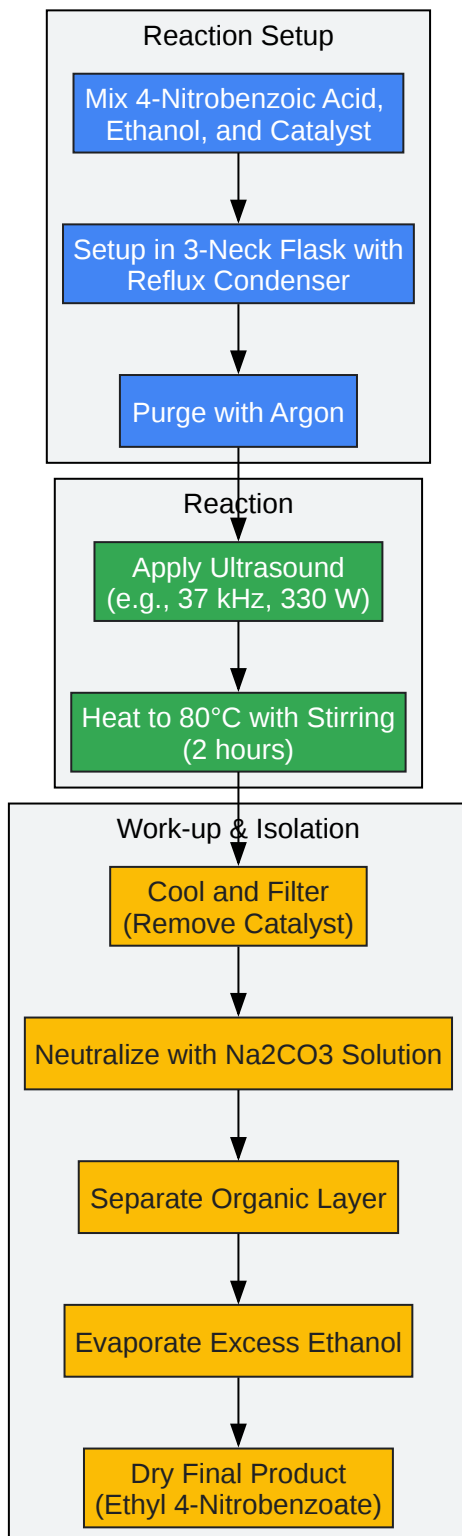 Reaction Setup
Mix 4-Nitrobenzoic Acid,
Ethanol, and Catalyst
Setup in 3-Neck Flask with
Reflux Condenser
Purge with Argon
Reaction
Apply Ultrasound
(e.g., 37 kHz, 330 W)
Heat to 80°C with Stirring
(2 hours)
Work-up & Isolation
Cool and Filter
(Remove Catalyst)
Neutralize with Na2CO3 Solution
Separate Organic Layer
Evaporate Excess Ethanol
Dry Final Product
(Ethyl 4-Nitrobenzoate)